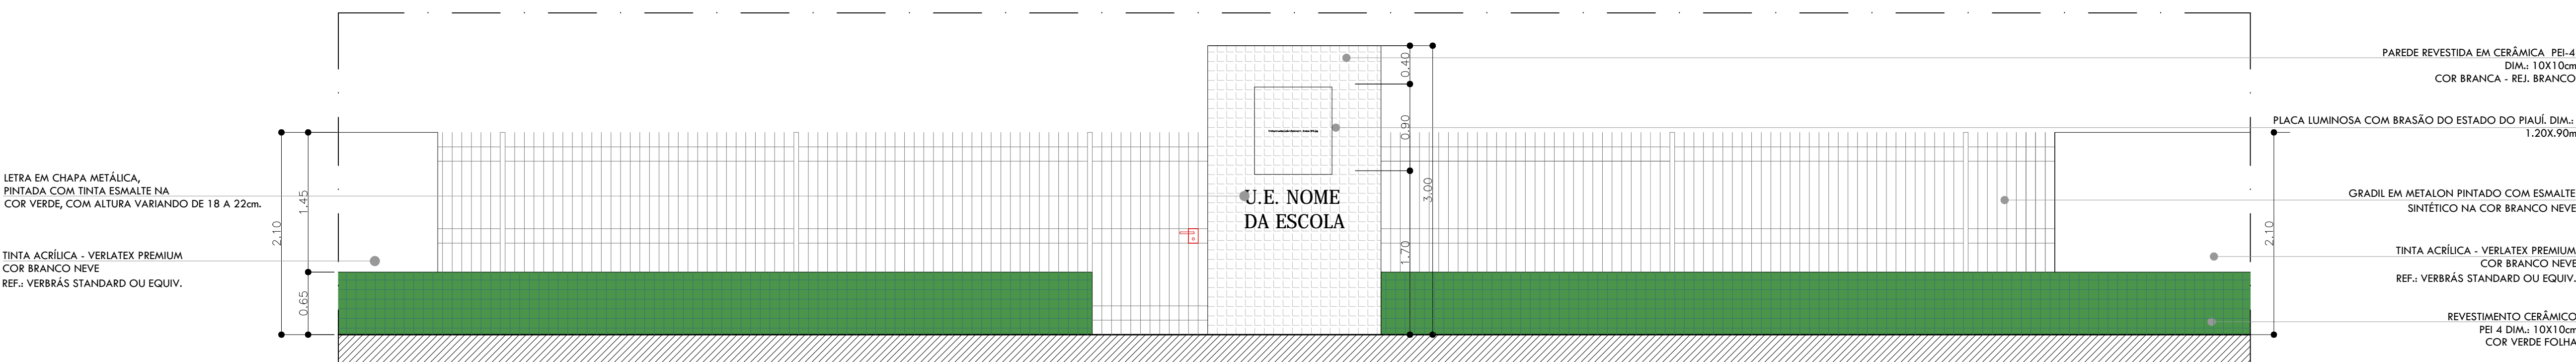 LETRA EM CHAPA METÁLICA,
PINTADA COM TINTA ESMALTE NA
COR VERDE, COM ALTURA VARIANDO DE 18 A 22cm.
TINTA ACRÍLICA - VERLATEX PREMIUM
COR BRANCO NEVE
REF.: VERBRÁS STANDARD OU EQUIV.
2.10
1.45
0.65
U.E. NOME
DA ESCOLA
0.40
0.90
1.70
3.00
2.10
PAREDE REVESTIDA EM CERÂMICA PEI-4
DIM.: 10X10cm
COR BRANCA - REJ. BRANCO
PLACA LUMINOSA COM BRASÃO DO ESTADO DO PIAUÍ. DIM.:
1.20X.90m
GRADIL EM METALON PINTADO COM ESMALTE
SINTÉTICO NA COR BRANCO NEVE
TINTA ACRÍLICA - VERLATEX PREMIUM
COR BRANCO NEVE
REF.: VERBRÁS STANDARD OU EQUIV.
REVESTIMENTO CERÂMICO
PEI 4 DIM.: 10X10cm
COR VERDE FOLHA